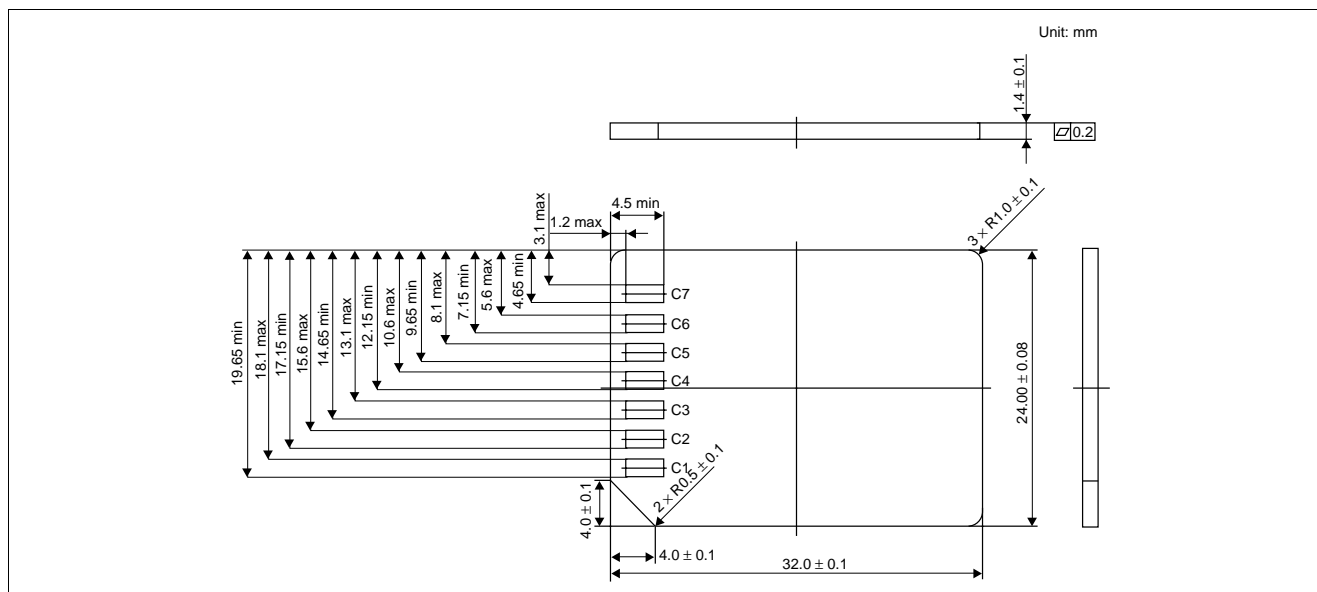 Unit: mm
1.4 ± 0.1
⏥ 0.2
3 × R1.0 ± 0.1
4.5 min
1.2 max
3.1 max
4.65 min
5.6 max
7.15 min
8.1 max
9.65 min
10.6 max
12.15 min
13.1 max
14.65 min
15.6 max
17.15 min
18.1 max
19.65 min
C7
C6
C5
C4
C3
C2
C1
24.00 ± 0.08
2 × R0.5 ± 0.1
4.0 ± 0.1
4.0 ± 0.1
32.0 ± 0.1